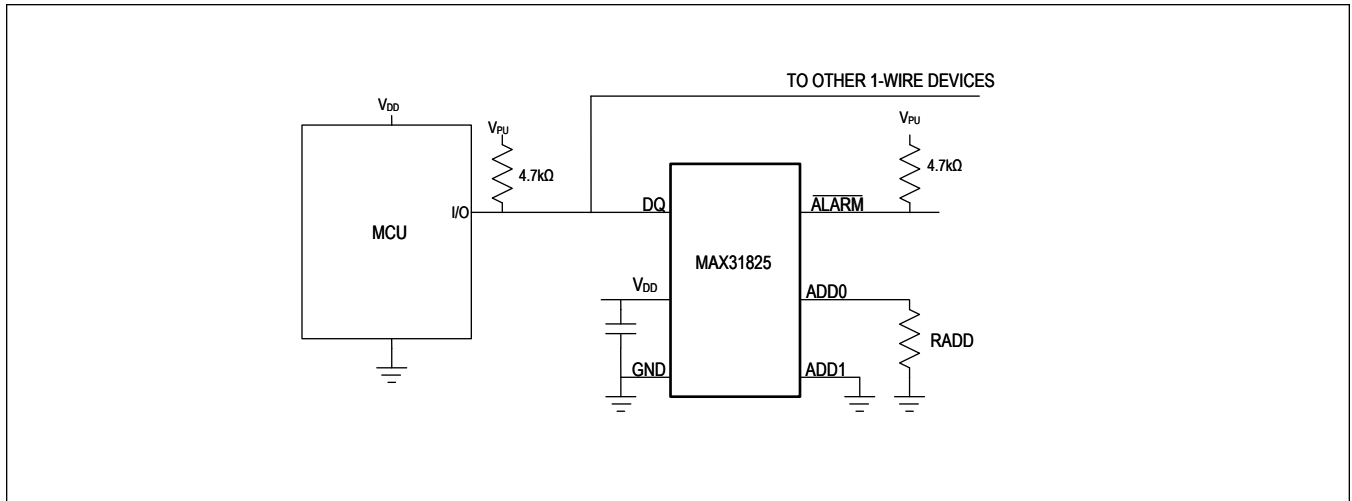 TO OTHER 1-WIRE DEVICES
VDD
VPU
VPU
4.7kΩ
4.7kΩ
I/O
DQ
ALARM
MCU
MAX31825
VDD
ADD0
RADD
GND
ADD1